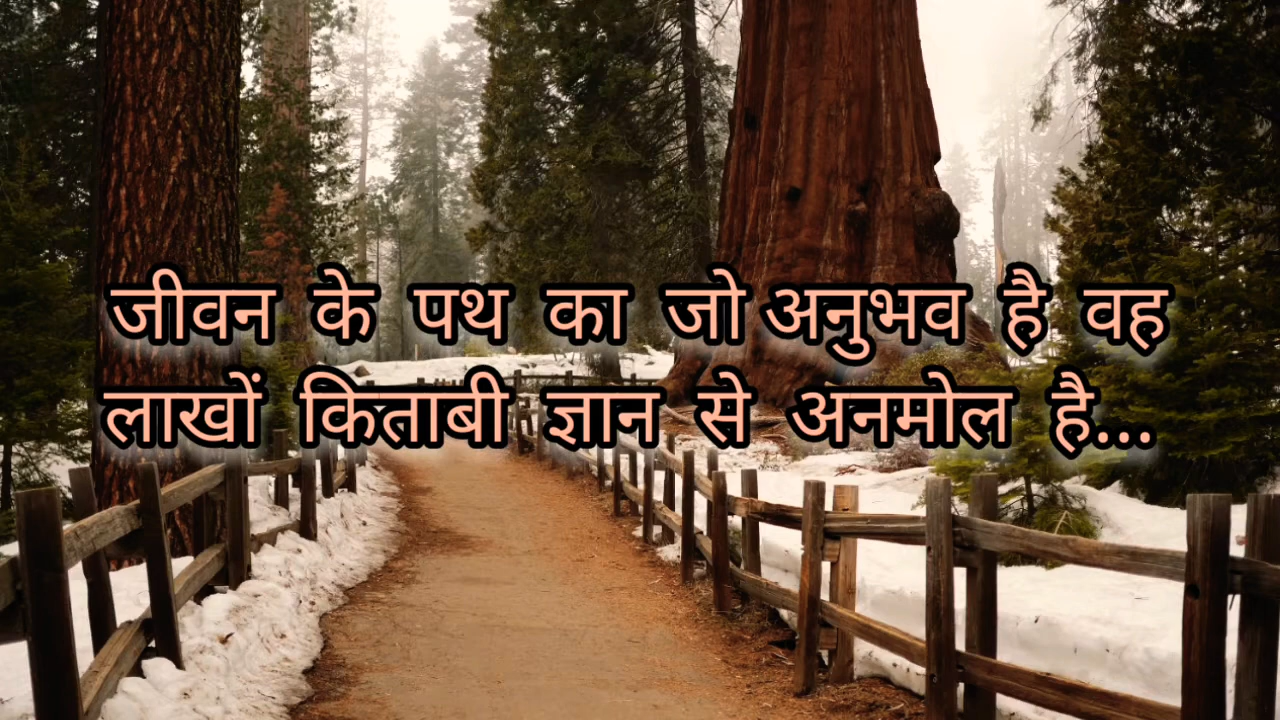 जीवन के पथ का जो अनुभव है वह
लाखों किताबी ज्ञान से अनमोल है...